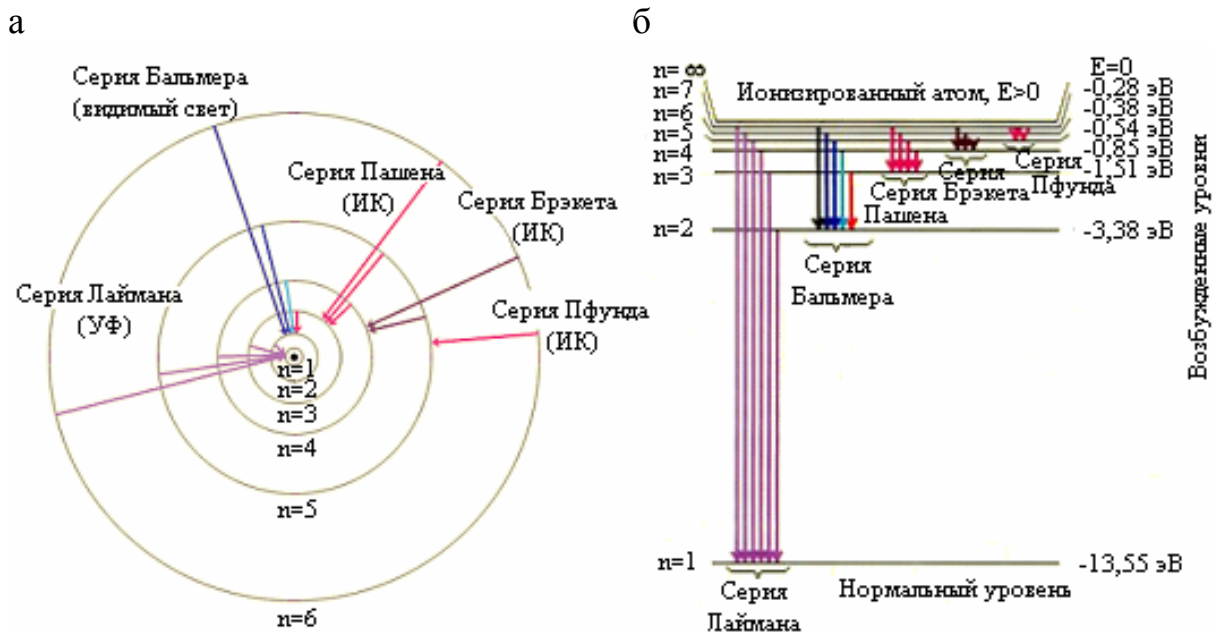 а
Серия Бальмера
(видимый свет)
Серия Пашена
(ИК)
Серия Брэкета
(ИК)
Серия Лаймана
(УФ)
Серия Пфунда
(ИК)
n=1
n=2
n=3
n=4
n=5
n=6
б
n= ∞
n=7
n=6
n=5
n=4
n=3
n=2
n=1
Ионизированный атом, E>0
E=0
-0,28 эВ
-0,38 эВ
-0,54 эВ
-0,85 эВ
-1,51 эВ
-3,38 эВ
-13,55 эВ
Серия
Пфунда
Серия
Брэкета
Серия
Пашена
Серия
Бальмера
Серия
Лаймана
Нормальный уровень
Возбужденные уровни